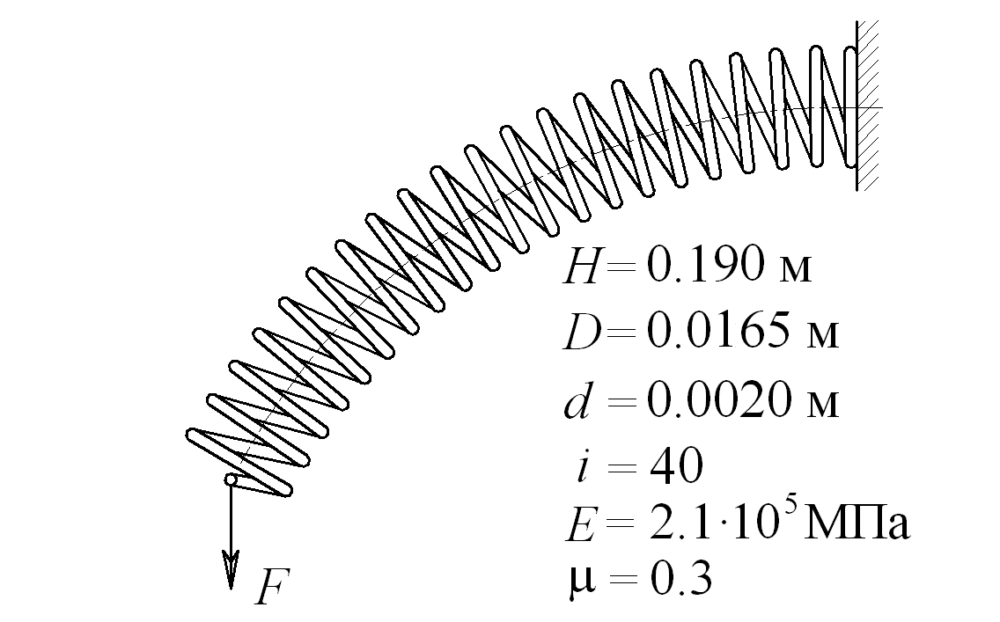 H = 0.190 м
D = 0.0165 м
d = 0.0020 м
i = 40
E = 2.1·10⁵ МПа
μ = 0.3
F